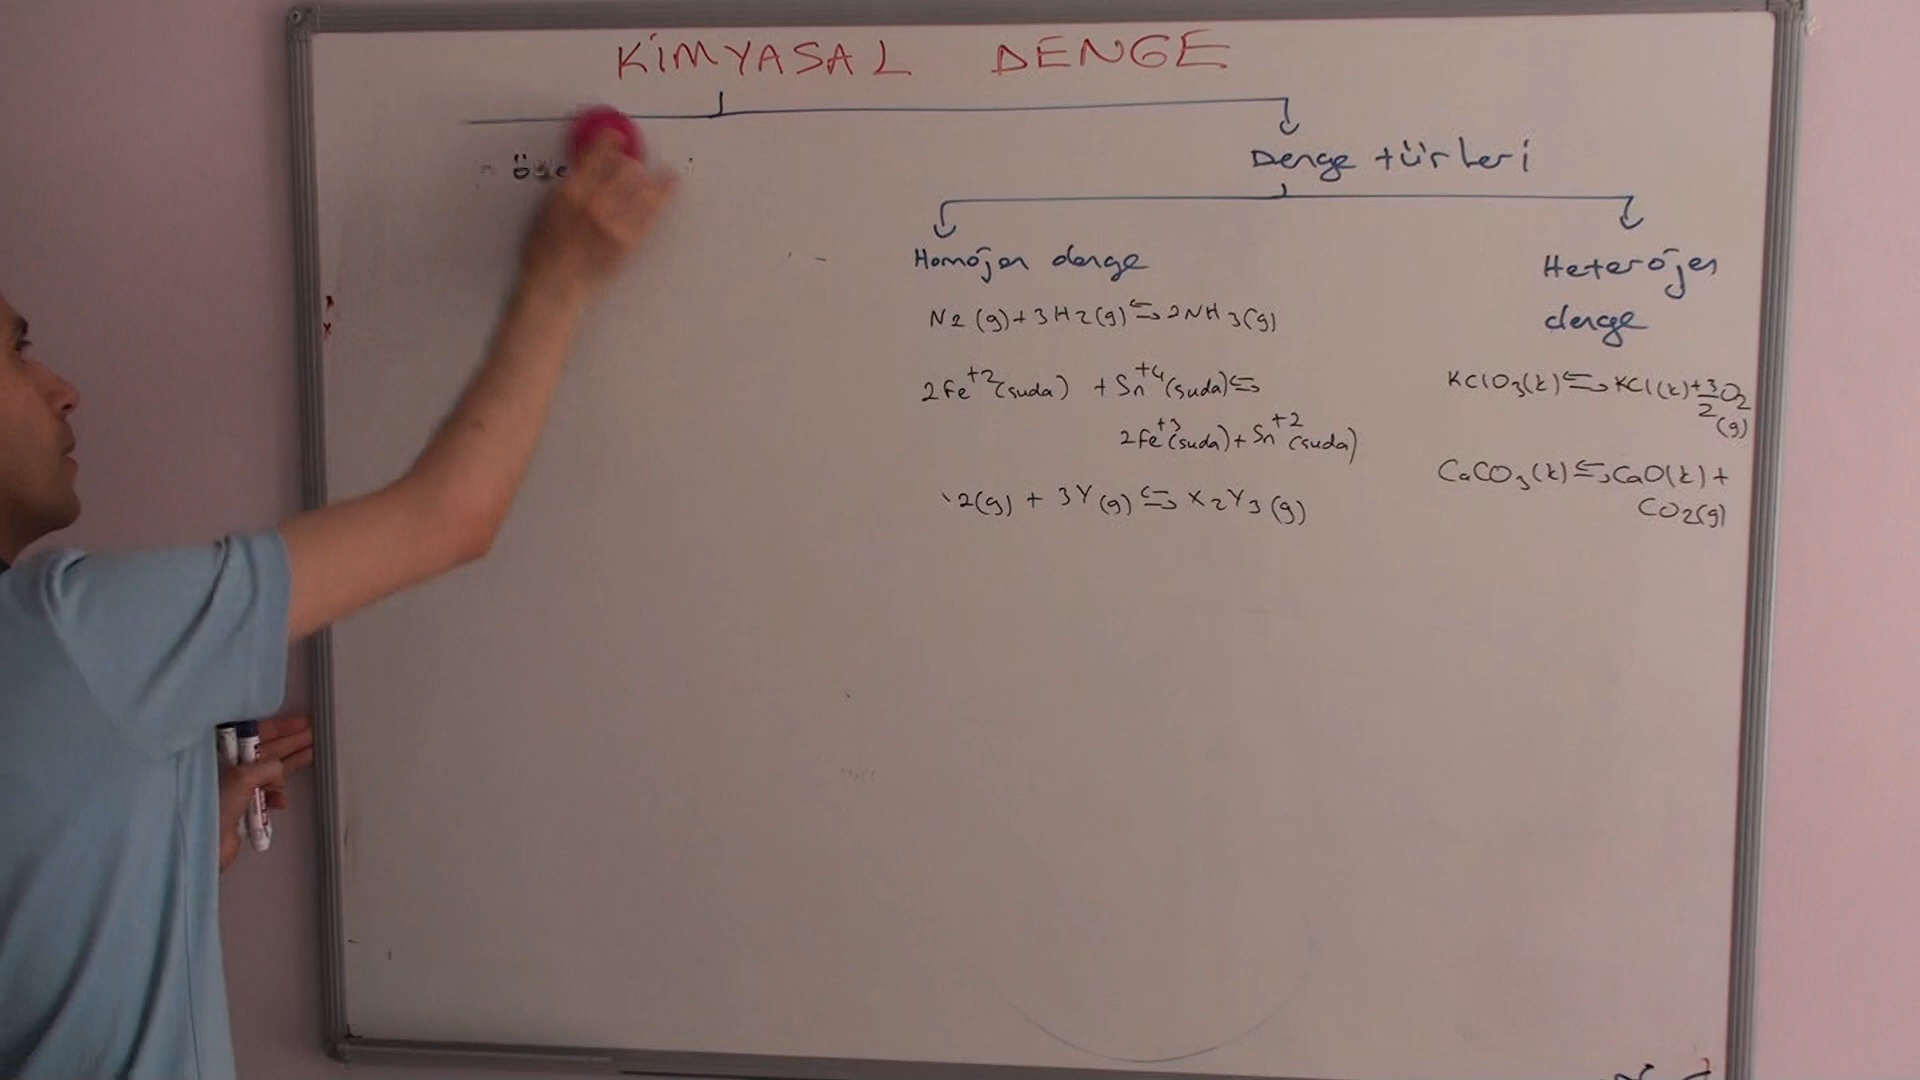 KİMYASAL DENGE
Denge türleri
Homojen denge
N2 (g) + 3H2(g) ⇆ 2NH3(g)
2Fe+2(suda) + Sn+4(suda) ⇆
2Fe+3(suda) + Sn+2(suda)
2(g) + 3Y(g) ⇆ X2Y3(g)
Heterojen
denge
KClO3(k) ⇆ KCl(k) + 3/2 O2
(g)
CaCO3(k) ⇆ CaO(k) +
CO2(g)